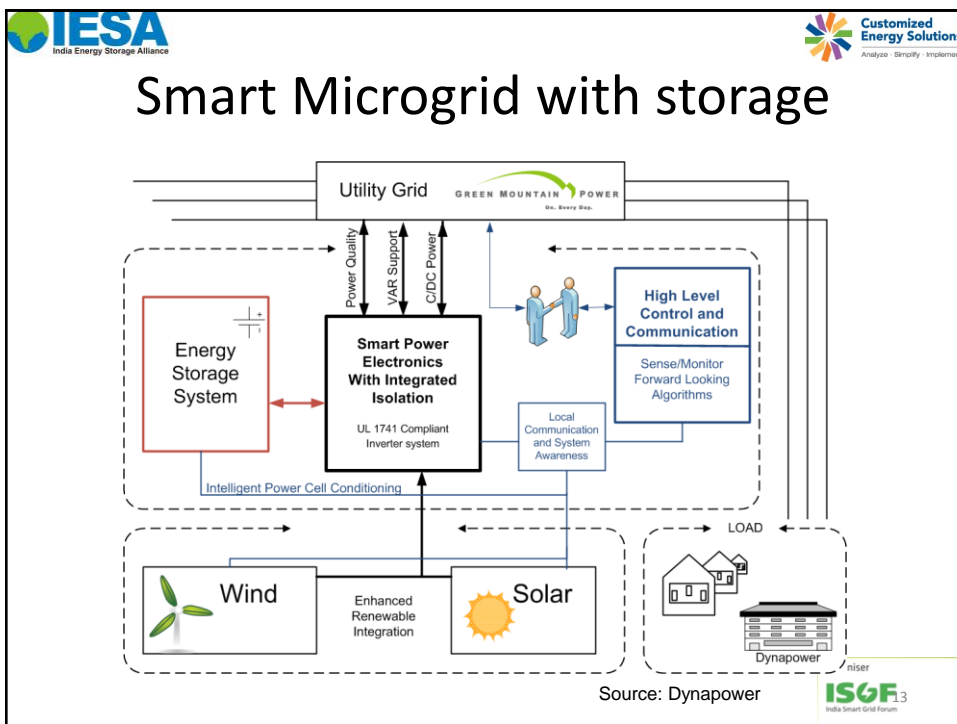 IESA
India Energy Storage Alliance
Customized
Energy Solutions
Analyze - Simplify - Implement
Smart Microgrid with storage
Utility Grid
GREEN MOUNTAIN POWER
On. Every Day.
Power Quality
VAR Support
C/DC Power
Energy
Storage
System
+
Smart Power
Electronics
With Integrated
Isolation
UL 1741 Compliant
Inverter system
High Level
Control and
Communication
Sense/Monitor
Forward Looking
Algorithms
Local
Communication
and System
Awareness
Intelligent Power Cell Conditioning
LOAD
Wind
Enhanced
Renewable
Integration
Solar
Dynapower
Source: Dynapower
niser
ISGF
India Smart Grid Forum
13